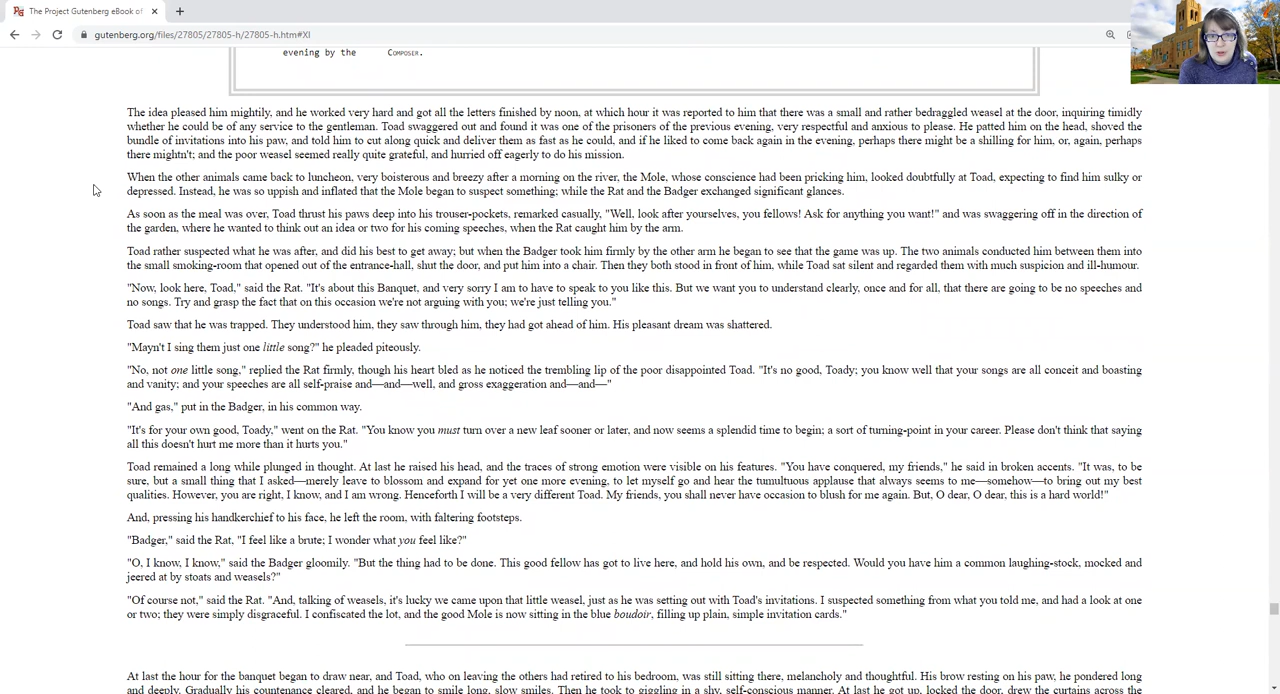 The Project Gutenberg eBook of
gutenberg.org/files/27805/27805-h/27805-h.htm#XI
evening by the Composer.
The idea pleased him mightily, and he worked very hard and got all the letters finished by noon, at which hour it was reported to him that there was a small and rather bedraggled weasel at the door, inquiring timidly
whether he could be of any service to the gentleman. Toad swaggered out and found it was one of the prisoners of the previous evening, very respectful and anxious to please. He patted him on the head, shoved the
bundle of invitations into his paw, and told him to cut along quick and deliver them as fast as he could, and if he liked to come back again in the evening, perhaps there might be a shilling for him, or, again, perhaps
there mightn't; and the poor weasel seemed really quite grateful, and hurried off eagerly to do his mission.
When the other animals came back to luncheon, very boisterous and breezy after a morning on the river, the Mole, whose conscience had been pricking him, looked doubtfully at Toad, expecting to find him sulky or
depressed. Instead, he was so uppish and inflated that the Mole began to suspect something; while the Rat and the Badger exchanged significant glances.
As soon as the meal was over, Toad thrust his paws deep into his trouser-pockets, remarked casually, "Well, look after yourselves, you fellows! Ask for anything you want!" and was swaggering off in the direction of
the garden, where he wanted to think out an idea or two for his coming speeches, when the Rat caught him by the arm.
Toad rather suspected what he was after, and did his best to get away; but when the Badger took him firmly by the other arm he began to see that the game was up. The two animals conducted him between them into
the small smoking-room that opened out of the entrance-hall, shut the door, and put him into a chair. Then they both stood in front of him, while Toad sat silent and regarded them with much suspicion and ill-humour.
"Now, look here, Toad," said the Rat. "It's about this Banquet, and very sorry I am to have to speak to you like this. But we want you to understand clearly, once and for all, that there are going to be no speeches and
no songs. Try and grasp the fact that on this occasion we're not arguing with you; we're just telling you."
Toad saw that he was trapped. They understood him, they saw through him, they had got ahead of him. His pleasant dream was shattered.
"Mayn't I sing them just one little song?" he pleaded piteously.
"No, not one little song," replied the Rat firmly, though his heart bled as he noticed the trembling lip of the poor disappointed Toad. "It's no good, Toady; you know well that your songs are all conceit and boasting
and vanity; and your speeches are all self-praise and—and—well, and gross exaggeration and—and—"
"And gas," put in the Badger, in his common way.
"It's for your own good, Toady," went on the Rat. "You know you must turn over a new leaf sooner or later, and now seems a splendid time to begin; a sort of turning-point in your career. Please don't think that saying
all this doesn't hurt me more than it hurts you."
Toad remained a long while plunged in thought. At last he raised his head, and the traces of strong emotion were visible on his features. "You have conquered, my friends," he said in broken accents. "It was, to be
sure, but a small thing that I asked—merely leave to blossom and expand for yet one more evening, to let myself go and hear the tumultuous applause that always seems to me—somehow—to bring out my best
qualities. However, you are right, I know, and I am wrong. Henceforth I will be a very different Toad. My friends, you shall never have occasion to blush for me again. But, O dear, O dear, this is a hard world!"
And, pressing his handkerchief to his face, he left the room, with faltering footsteps.
"Badger," said the Rat, "I feel like a brute; I wonder what you feel like?"
"O, I know, I know," said the Badger gloomily. "But the thing had to be done. This good fellow has got to live here, and hold his own, and be respected. Would you have him a common laughing-stock, mocked and
jeered at by stoats and weasels?"
"Of course not," said the Rat. "And, talking of weasels, it's lucky we came upon that little weasel, just as he was setting out with Toad's invitations. I suspected something from what you told me, and had a look at one
or two; they were simply disgraceful. I confiscated the lot, and the good Mole is now sitting in the blue boudoir, filling up plain, simple invitation cards."
At last the hour for the banquet began to draw near, and Toad, who on leaving the others had retired to his bedroom, was still sitting there, melancholy and thoughtful. His brow resting on his paw, he pondered long
and deeply. Gradually his countenance cleared, and he began to smile long, slow smiles. Then he took to giggling in a shy, self-conscious manner. At last he got up, locked the door, drew the curtains across the